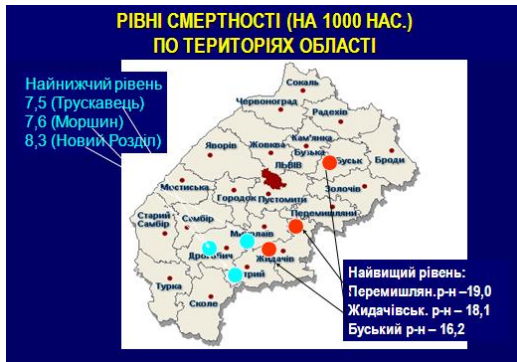 РІВНІ СМЕРТНОСТІ (НА 1000 НАС.)
ПО ТЕРИТОРІЯХ ОБЛАСТІ
Найнижчий рівень
7,5 (Трускавець)
7,6 (Моршин)
8,3 (Новий Розділ)
Сокаль
Червоноград
Радехів
Кам'янка
Бузька
Жовква
Яворів
ЛЬВІВ
Буськ
Броди
Мостиська
Городок
Пустомити
Золочів
Перемишляни
Старий
Самбір
Самбір
Миколаїв
Дрогобич
Жидачів
Стрий
Турка
Сколе
Найвищий рівень:
Перемишлян.р-н –19,0
Жидачівськ. р-н – 18,1
Буський р-н – 16,2